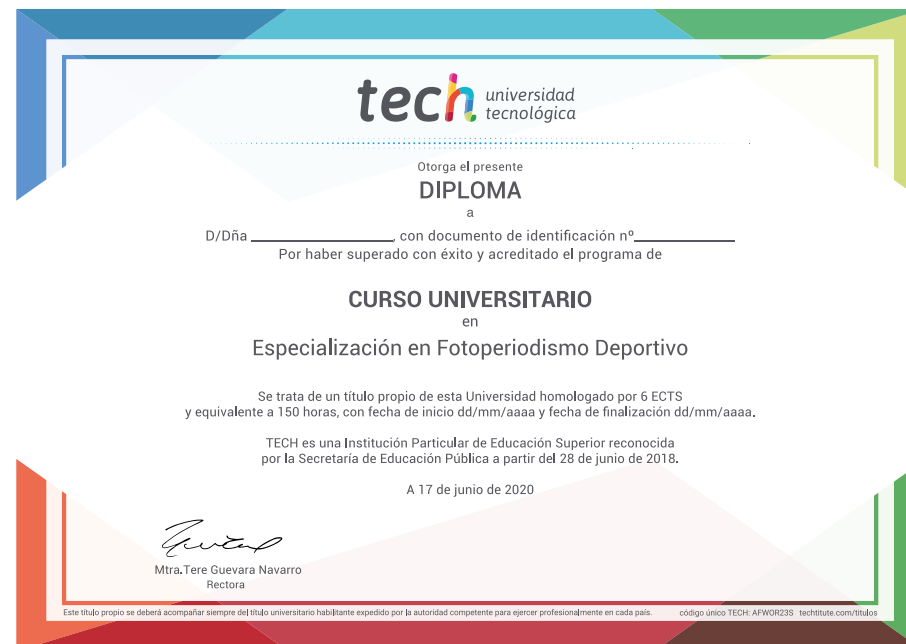 tech universidad
tecnológica
Otorga el presente
DIPLOMA
a
D/Dña ________________, con documento de identificación nº____________
Por haber superado con éxito y acreditado el programa de
CURSO UNIVERSITARIO
en
Especialización en Fotoperiodismo Deportivo
Se trata de un título propio de esta Universidad homologado por 6 ECTS
y equivalente a 150 horas, con fecha de inicio dd/mm/aaaa y fecha de finalización dd/mm/aaaa.
TECH es una Institución Particular de Educación Superior reconocida
por la Secretaría de Educación Pública a partir del 28 de junio de 2018.
A 17 de junio de 2020
Mtra.Tere Guevara Navarro
Rectora
Este título propio se deberá acompañar siempre del título universitario habilitante expedido por la autoridad competente para ejercer profesionalmente en cada país. código único TECH: AFWOR23S techtitute.com/titulos